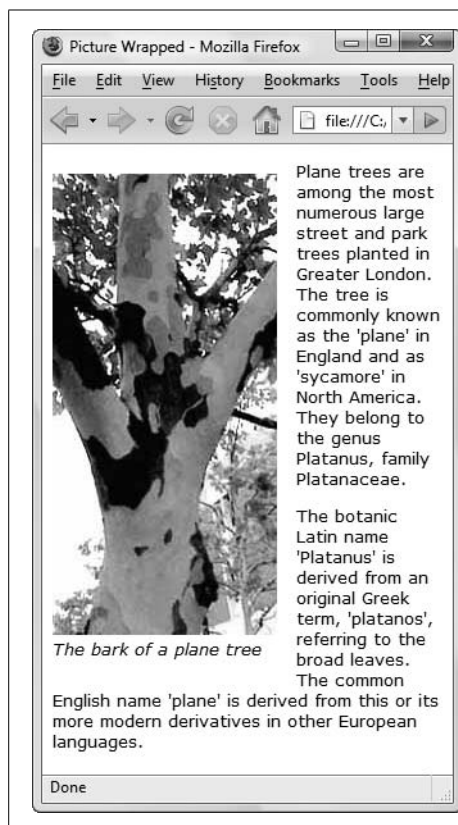 Picture Wrapped - Mozilla Firefox
File Edit View History Bookmarks Tools Help
file:///C:,
Plane trees are
among the most
numerous large
street and park
trees planted in
Greater London.
The tree is
commonly known
as the 'plane' in
England and as
'sycamore' in
North America.
They belong to
the genus
Platanus, family
Platanaceae.
The botanic
Latin name
'Platanus' is
derived from an
original Greek
term, 'platanos',
referring to the
broad leaves.
The common
English name 'plane' is derived from this or its
more modern derivatives in other European
languages.
The bark of a plane tree
Done